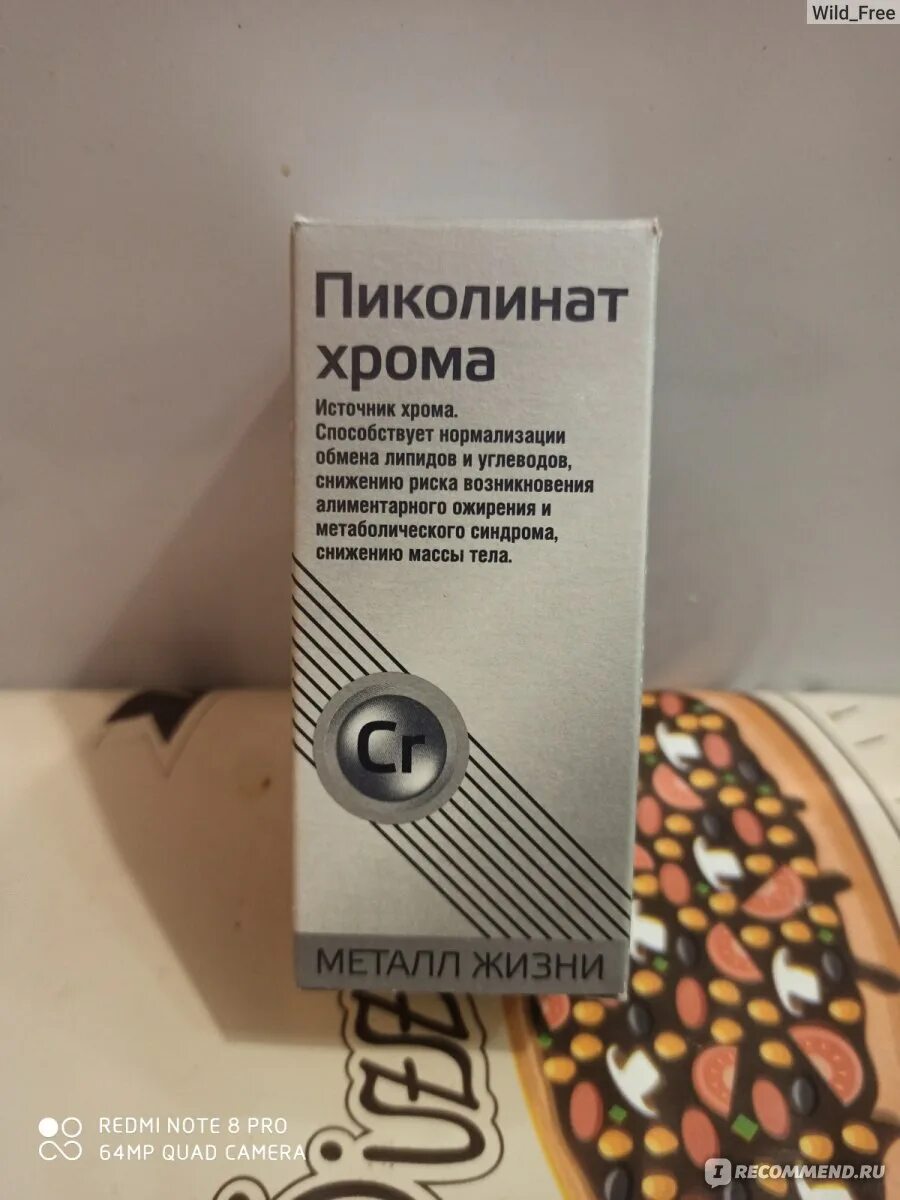 Wild_Free
Пиколинат
хрома
Источник хрома.
Способствует нормализации
обмена липидов и углеводов,
снижению риска возникновения
алиментарного ожирения и
метаболического синдрома,
снижению массы тела.
Cr
МЕТАЛЛ ЖИЗНИ
REDMI NOTE 8 PRO
64MP QUAD CAMERA
IRECOMMEND.RU